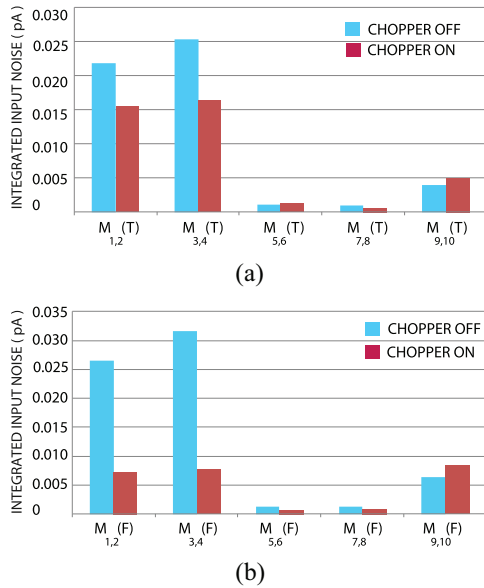 INTEGRATED INPUT NOISE ( pA )
0.030
0.025
0.020
0.015
0.010
0.005
0
CHOPPER OFF
CHOPPER ON
M (T) M (T) M (T) M (T) M (T)
1,2 3,4 5,6 7,8 9,10
(a)
INTEGRATED INPUT NOISE ( pA )
0.035
0.030
0.025
0.020
0.015
0.010
0.005
0
CHOPPER OFF
CHOPPER ON
M (F) M (F) M (F) M (F) M (F)
1,2 3,4 5,6 7,8 9,10
(b)